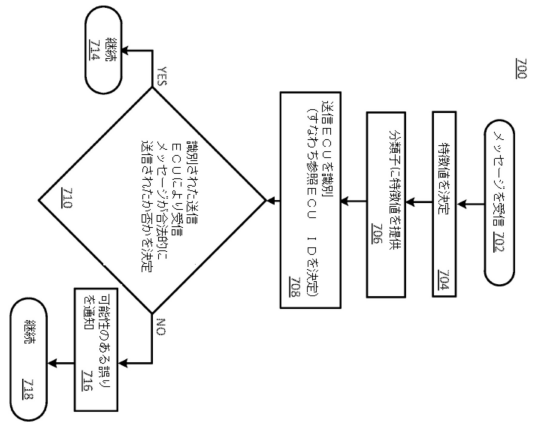 700
メッセージを受信 702
特徴値を決定
704
分類子に特徴値を提供
706
送信ECUを識別
(すなわち参照ECU IDを決定)
708
識別された送信
ECUにより受信
メッセージが合法的に
送信されたか否かを決定
710
YES
継続
714
NO
可能性のある誤り
を通知
716
継続
718